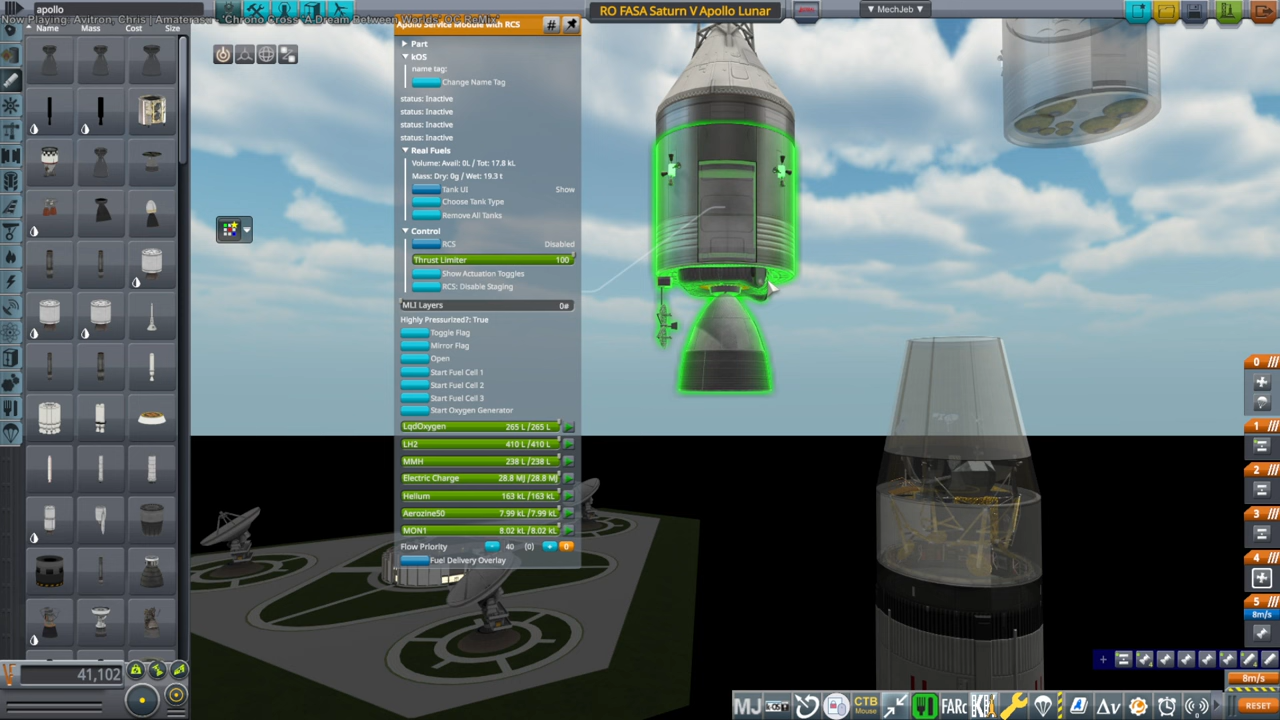 apollo
Now Playing :Avitron, Chris | Amaterasu - 'Chrono Cross 'A Dream Between Worlds' OC ReMix'
Name Mass Cost Size
Apollo Service Module with RCS
#
RO FASA Saturn V Apollo Lunar
▼ MechJeb ▼
Part
kOS
name tag:
Change Name Tag
status: Inactive
status: Inactive
status: Inactive
status: Inactive
Real Fuels
Volume: Avail: 0L / Tot: 17.8 kL
Mass: Dry: 0g / Wet: 19.3 t
Tank UI Show
Choose Tank Type
Remove All Tanks
Control
RCS Disabled
Thrust Limiter 100
Show Actuation Toggles
RCS: Disable Staging
MLI Layers 0#
Highly Pressurized?: True
Toggle Flag
Mirror Flag
Open
Start Fuel Cell 1
Start Fuel Cell 2
Start Fuel Cell 3
Start Oxygen Generator
LqdOxygen 265 L /265 L
LH2 410 L /410 L
MMH 238 L /238 L
Electric Charge 28.8 MJ /28.8 MJ
Helium 163 kL /163 kL
Aerozine50 7.99 kL /7.99 kL
MON1 8.02 kL /8.02 kL
Flow Priority - 40 (0) + 0
Fuel Delivery Overlay
0
1
2
3
4
5
8m/s
8m/s
RESET
41,102
MJ kOS CTB Mouse FARc Δv